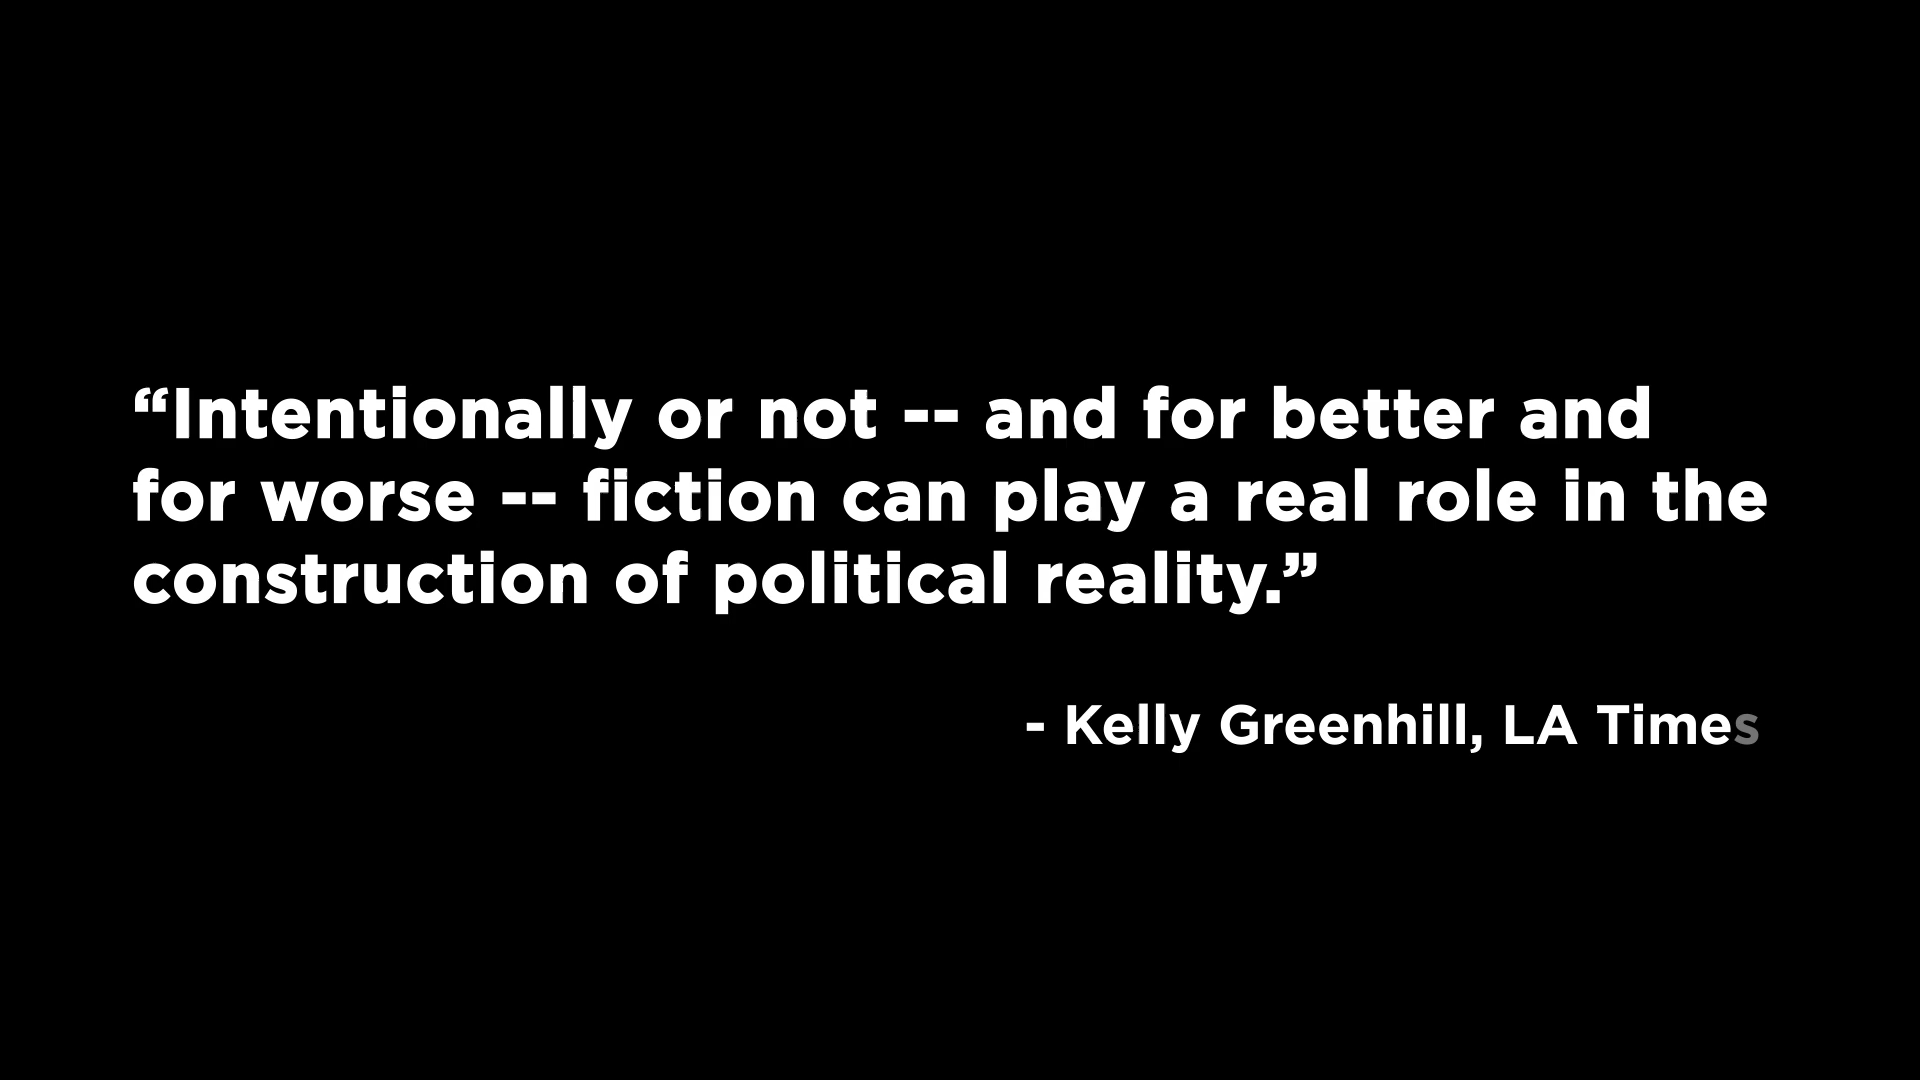 “Intentionally or not -- and for better and
for worse -- fiction can play a real role in the
construction of political reality.”
- Kelly Greenhill, LA Times